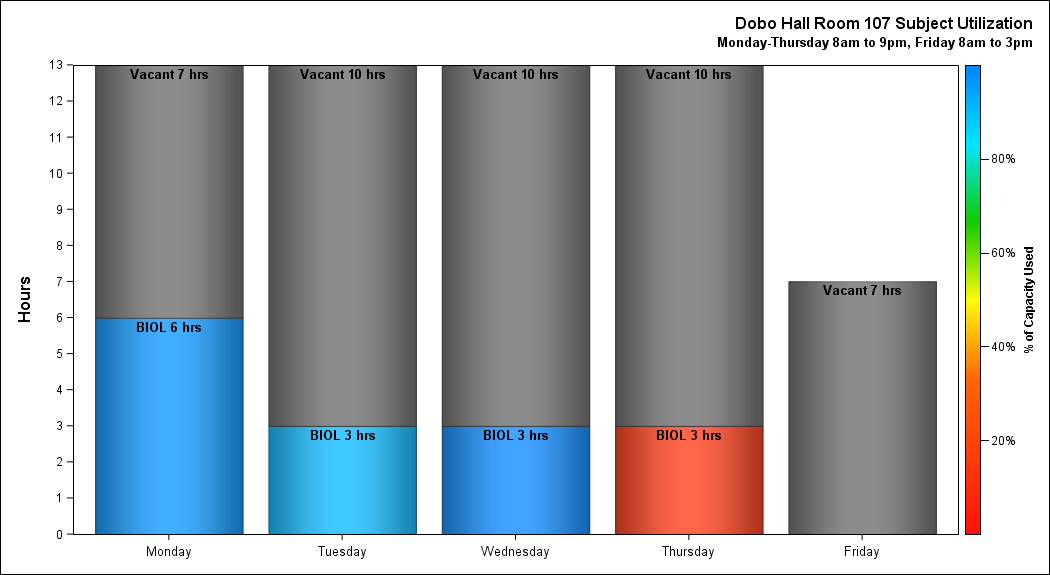 Dobo Hall Room 107 Subject Utilization
Monday-Thursday 8am to 9pm, Friday 8am to 3pm
Hours
13
12
11
10
9
8
7
6
5
4
3
2
1
0
Vacant 7 hrs
BIOL 6 hrs
Vacant 10 hrs
BIOL 3 hrs
Vacant 10 hrs
BIOL 3 hrs
Vacant 10 hrs
BIOL 3 hrs
Vacant 7 hrs
Monday
Tuesday
Wednesday
Thursday
Friday
80%
60%
40%
20%
% of Capacity Used